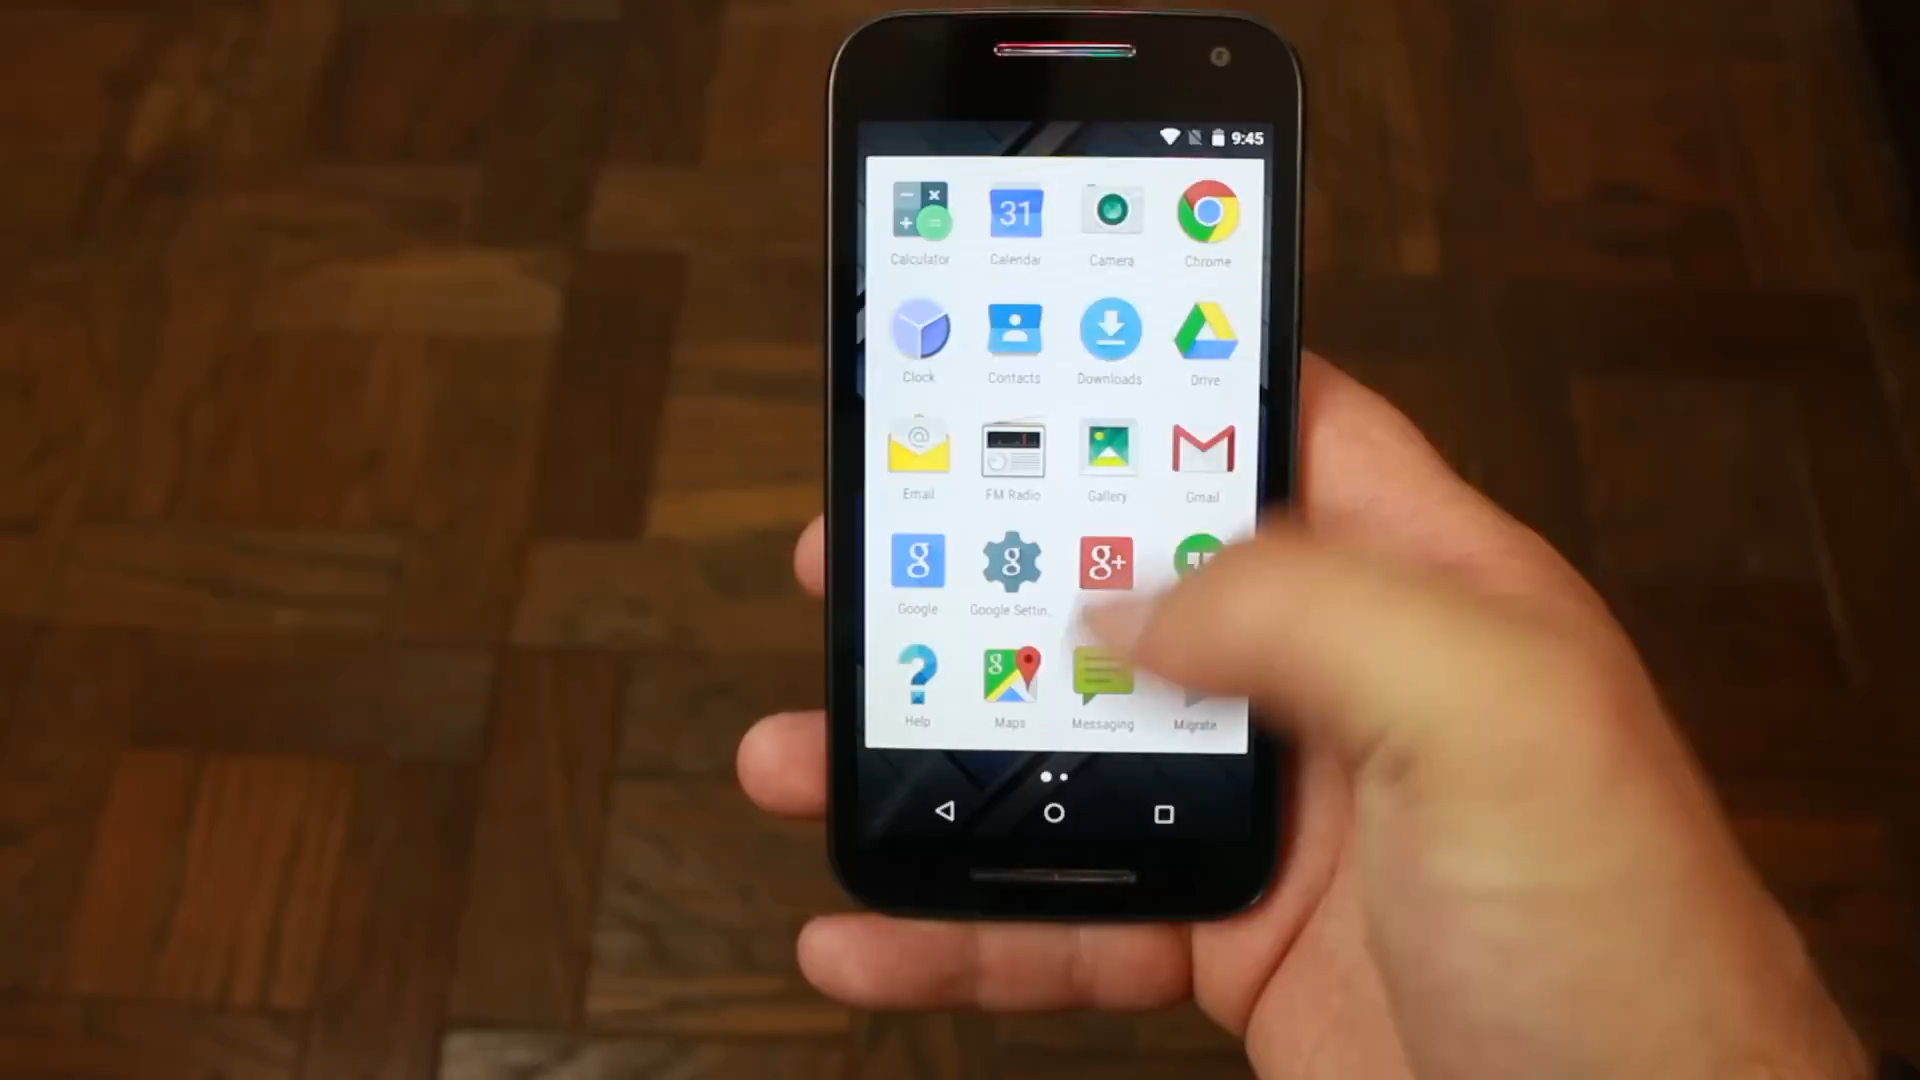 9:45
31
Calculator Calendar Camera Chrome
Clock Contacts Downloads Drive
@
Email FM Radio Gallery Gmail
g g g+
Google Google Settin...
g
Help Maps Messaging Migrate